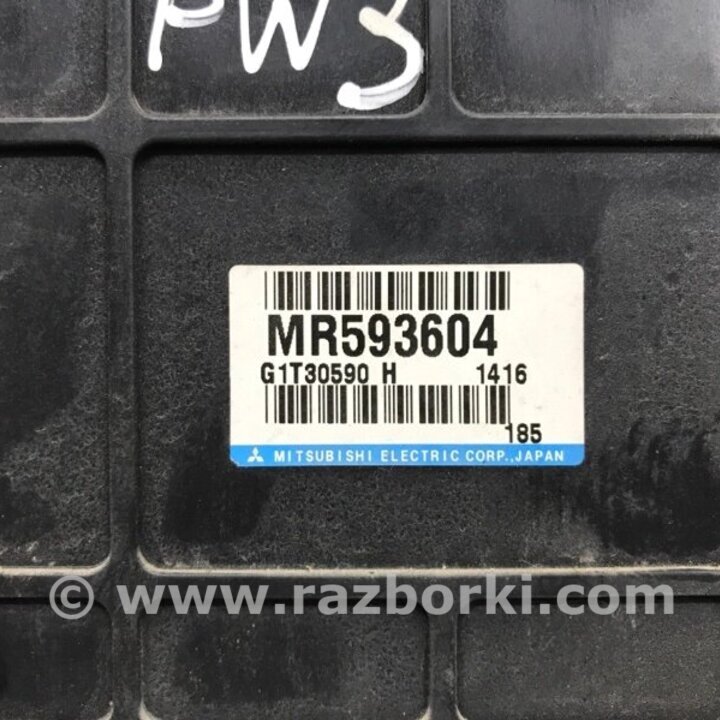 PW3
MR593604
G1T30590 H 1416
185
MITSUBISHI ELECTRIC CORP.,JAPAN
© www.razborki.com